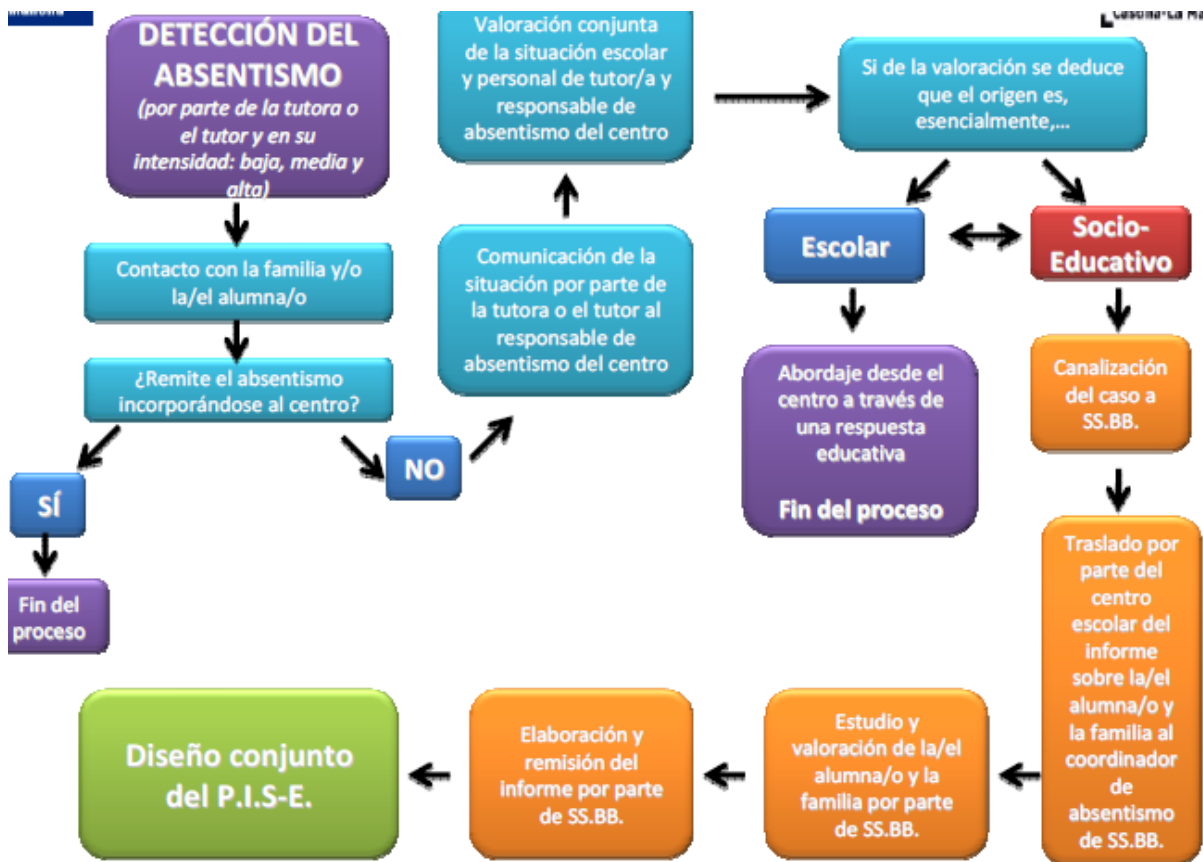 DETECCIÓN DEL
ABSENTISMO
(por parte de la tutora o
el tutor y en su
intensidad: baja, media y
alta)
Contacto con la familia y/o
la/el alumna/o
¿Remite el absentismo
incorporándose al centro?
SÍ
Fin del
proceso
NO
Comunicación de la
situación por parte de
la tutora o el tutor al
responsable de
absentismo del centro
Valoración conjunta
de la situación escolar
y personal de tutor/a y
responsable de
absentismo del centro
Si de la valoración se deduce
que el origen es,
esencialmente,...
Escolar
Abordaje desde el
centro a través de
una respuesta
educativa
Fin del proceso
Socio-
Educativo
Canalización
del caso a
SS.BB.
Traslado por
parte del
centro
escolar del
informe
sobre la/el
alumna/o y
la familia al
coordinador
de
absentismo
de SS.BB.
Estudio y
valoración de la/el
alumna/o y la
familia por parte
de SS.BB.
Elaboración y
remisión del
informe por parte
de SS.BB.
Diseño conjunto
del P.I.S-E.